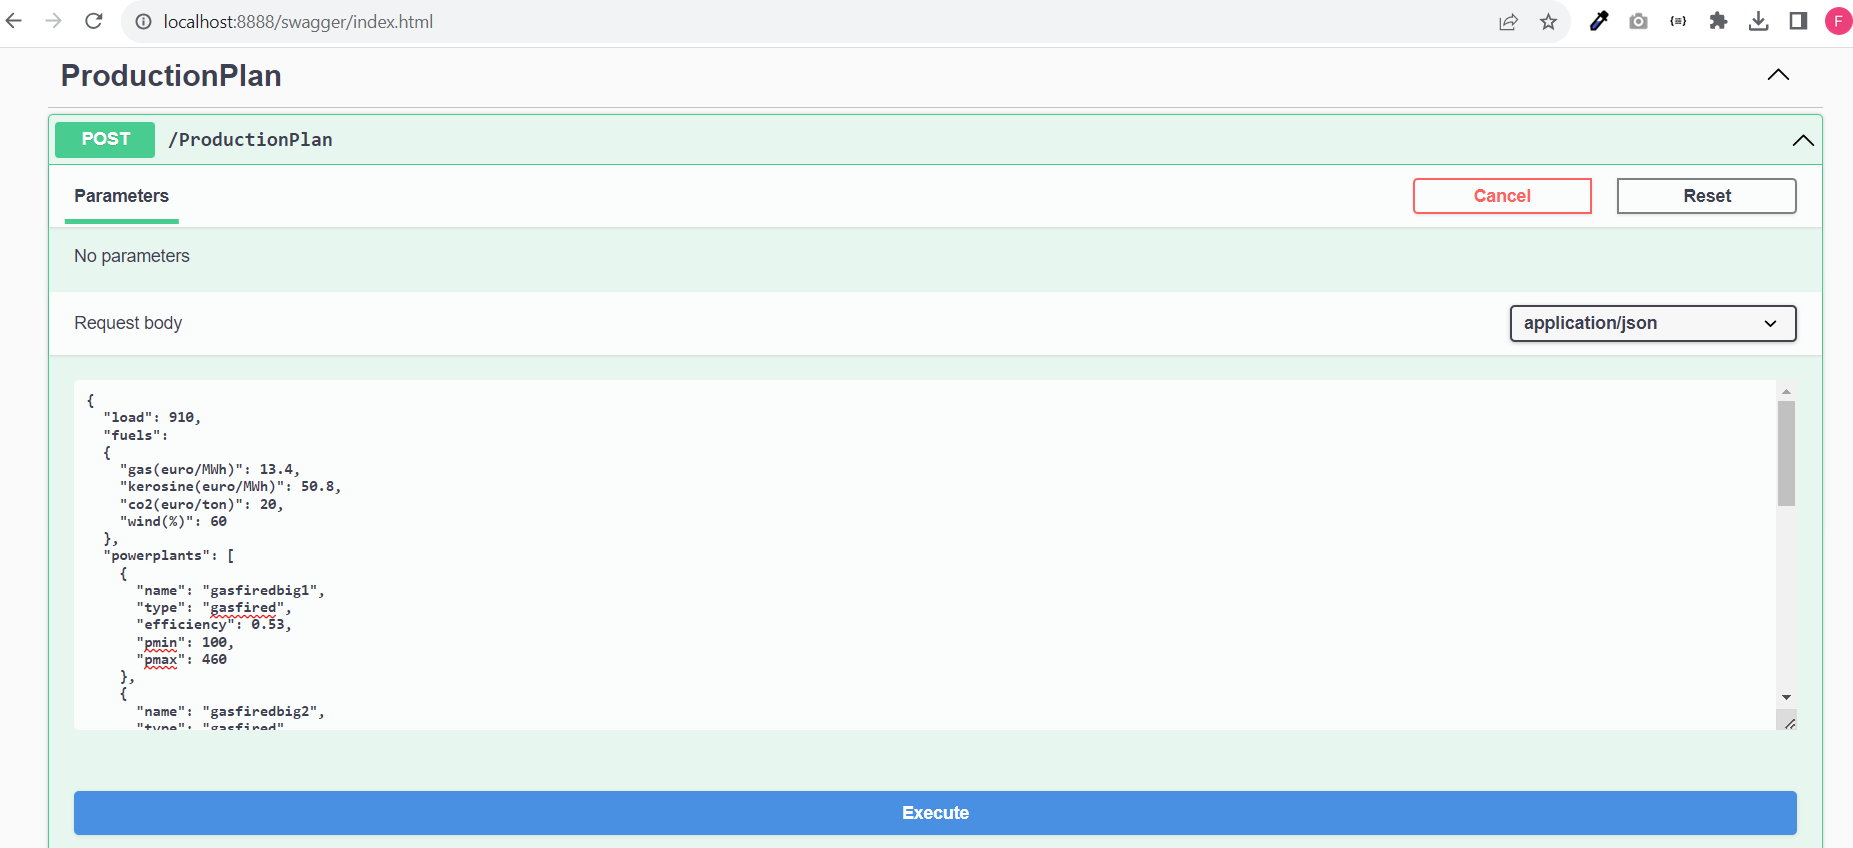 localhost:8888/swagger/index.html
F
ProductionPlan
POST /ProductionPlan
Parameters
Cancel
Reset
No parameters
Request body
application/json
{
"load": 910,
"fuels":
{
"gas(euro/MWh)": 13.4,
"kerosine(euro/MWh)": 50.8,
"co2(euro/ton)": 20,
"wind(%)": 60
},
"powerplants": [
{
"name": "gasfiredbig1",
"type": "gasfired",
"efficiency": 0.53,
"pmin": 100,
"pmax": 460
},
{
"name": "gasfiredbig2",
"type": "gasfired"
Execute